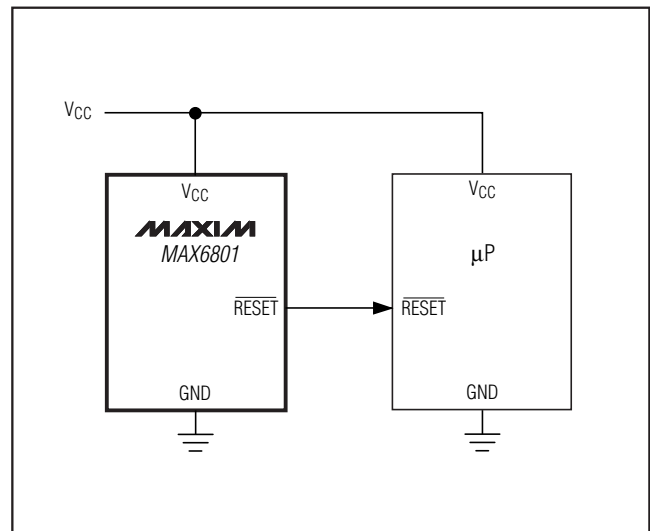 VCC
VCC
MAXIM
MAX6801
RESET
GND
VCC
μP
RESET
GND